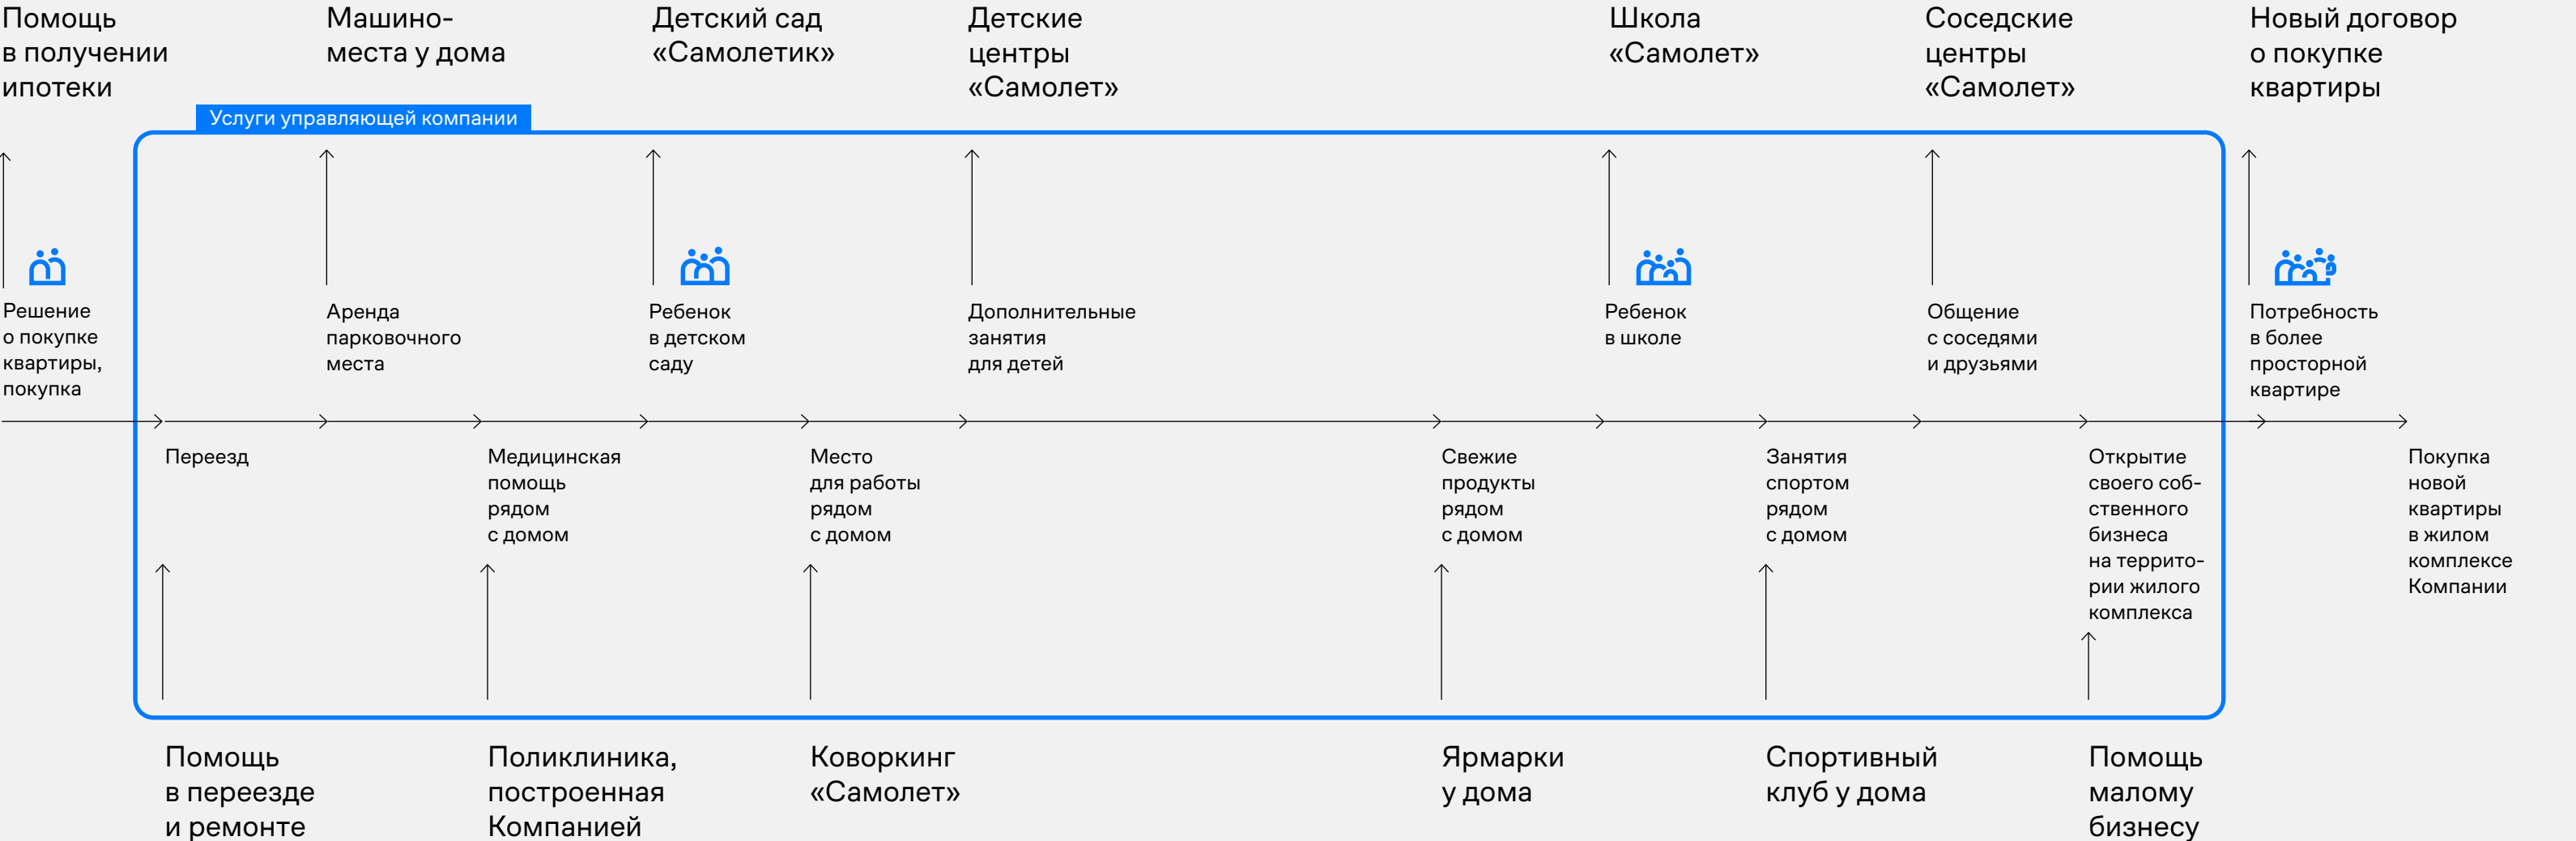 Помощь
в получении
ипотеки
Машино-
места у дома
Детский сад
«Самолетик»
Детские
центры
«Самолет»
Школа
«Самолет»
Соседские
центры
«Самолет»
Новый договор
о покупке
квартиры
Услуги управляющей компании
Решение
о покупке
квартиры,
покупка
Аренда
парковочного
места
Ребенок
в детском
саду
Дополнительные
занятия
для детей
Ребенок
в школе
Общение
с соседями
и друзьями
Потребность
в более
просторной
квартире
Переезд
Медицинская
помощь
рядом
с домом
Место
для работы
рядом
с домом
Свежие
продукты
рядом
с домом
Занятия
спортом
рядом
с домом
Открытие
своего соб-
ственного
бизнеса
на террито-
рии жилого
комплекса
Покупка
новой
квартиры
в жилом
комплексе
Компании
Помощь
в переезде
и ремонте
Поликлиника,
построенная
Компанией
Коворкинг
«Самолет»
Ярмарки
у дома
Спортивный
клуб у дома
Помощь
малому
бизнесу